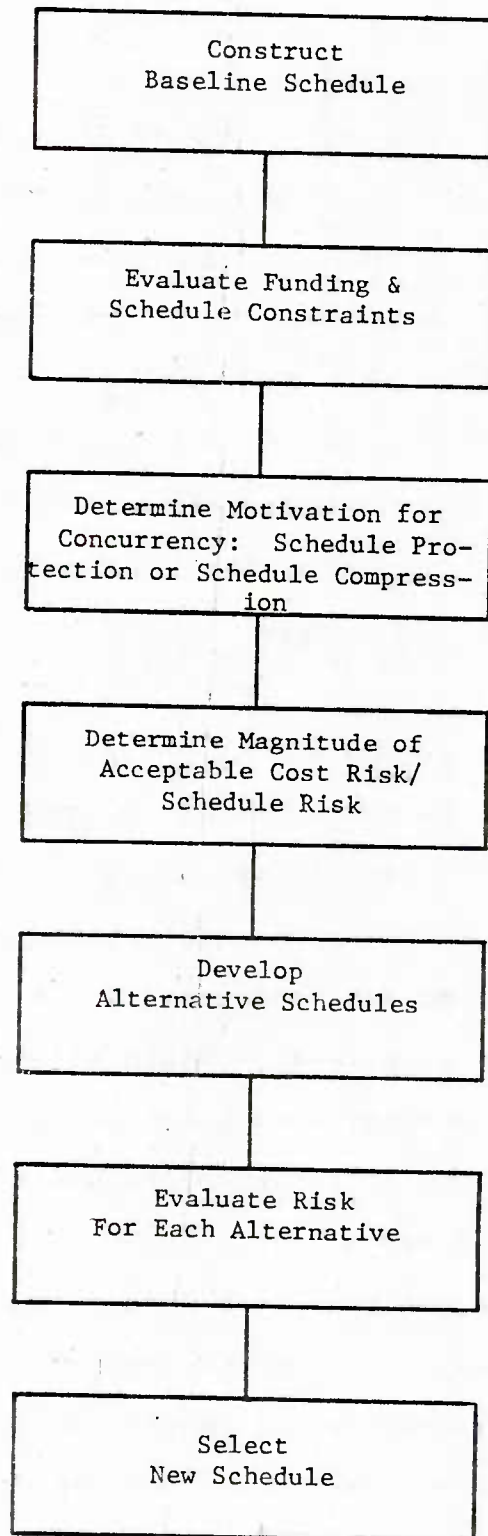 Construct
Baseline Schedule
Evaluate Funding &
Schedule Constraints
Determine Motivation for
Concurrency: Schedule Pro-
tection or Schedule Compress-
ion
Determine Magnitude of
Acceptable Cost Risk/
Schedule Risk
Develop
Alternative Schedules
Evaluate Risk
For Each Alternative
Select
New Schedule